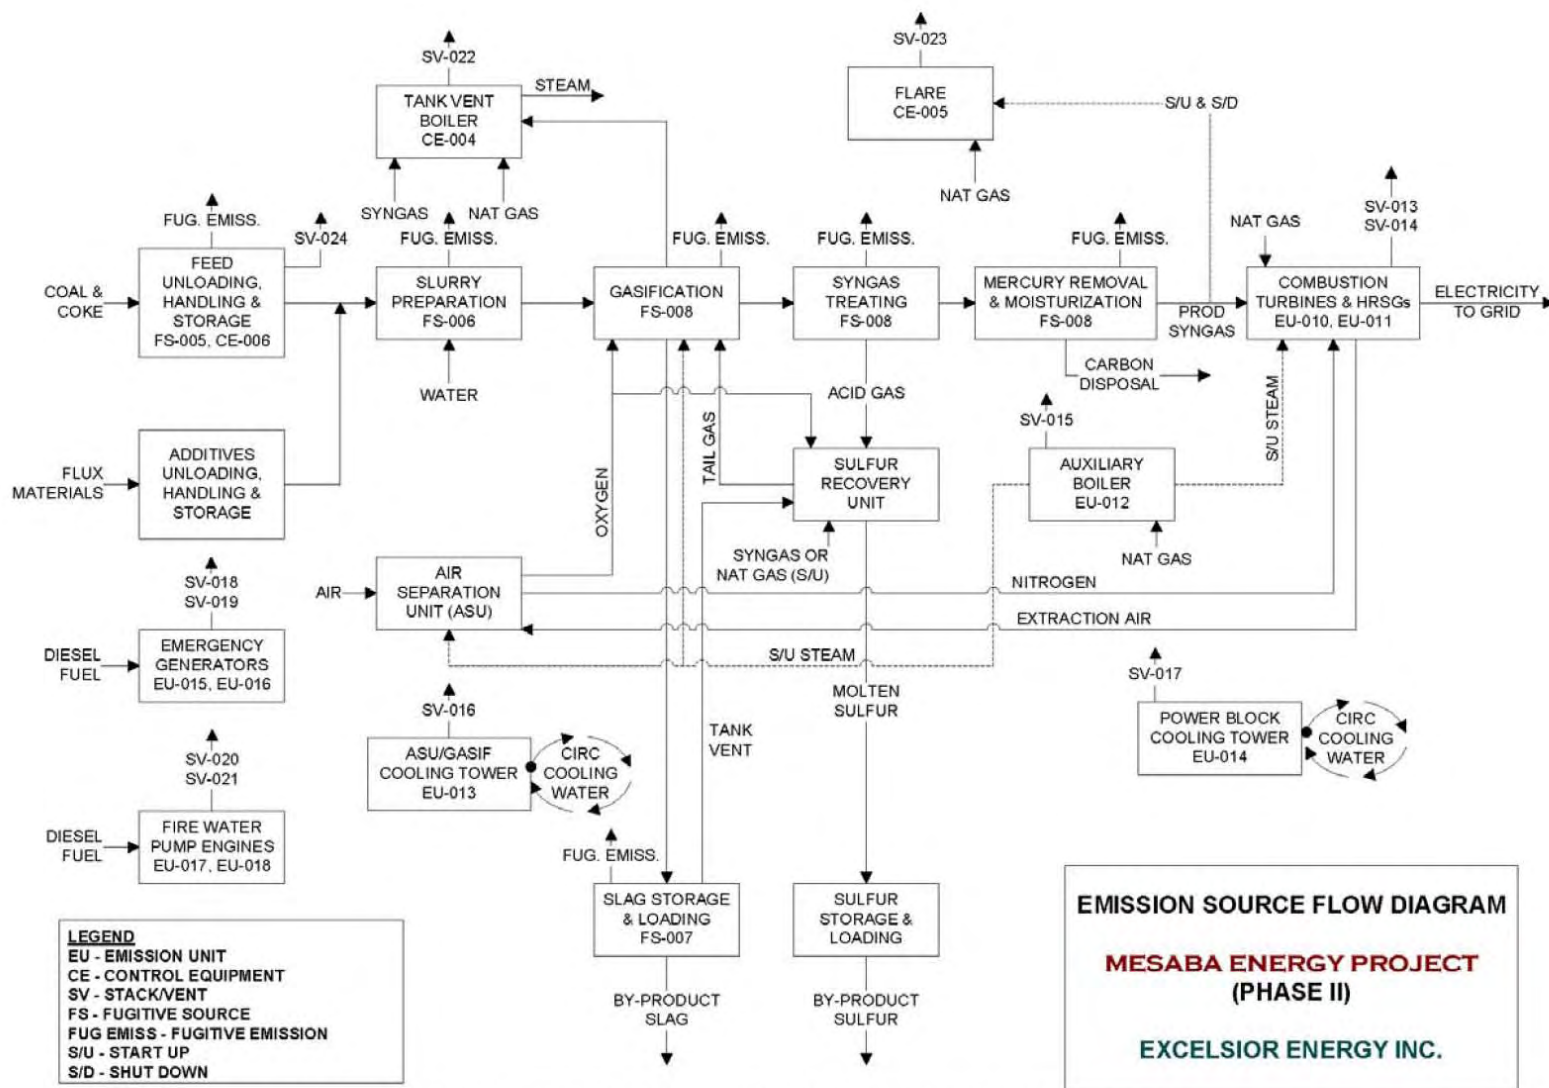 SV-022
TANK VENT
BOILER
CE-004
STEAM
SYNGAS
NAT GAS
SV-023
FLARE
CE-005
S/U & S/D
NAT GAS
COAL &
COKE
FUG. EMISS.
SV-024
FEED
UNLOADING,
HANDLING &
STORAGE
FS-005, CE-006
FUG. EMISS.
SLURRY
PREPARATION
FS-006
WATER
FUG. EMISS.
GASIFICATION
FS-008
FUG. EMISS.
SYNGAS
TREATING
FS-008
FUG. EMISS.
MERCURY REMOVAL
& MOISTURIZATION
FS-008
PROD
SYNGAS
CARBON
DISPOSAL
NAT GAS
SV-013
SV-014
COMBUSTION
TURBINES & HRSGs
EU-010, EU-011
ELECTRICITY
TO GRID
FLUX
MATERIALS
ADDITIVES
UNLOADING,
HANDLING &
STORAGE
OXYGEN
TAIL GAS
ACID GAS
SULFUR
RECOVERY
UNIT
SYNGAS OR
NAT GAS (S/U)
SV-015
AUXILIARY
BOILER
EU-012
NAT GAS
S/U STEAM
AIR
AIR
SEPARATION
UNIT (ASU)
NITROGEN
EXTRACTION AIR
S/U STEAM
DIESEL
FUEL
SV-018
SV-019
EMERGENCY
GENERATORS
EU-015, EU-016
SV-016
ASU/GASIF
COOLING TOWER
EU-013
CIRC
COOLING
WATER
TANK
VENT
MOLTEN
SULFUR
SV-017
POWER BLOCK
COOLING TOWER
EU-014
CIRC
COOLING
WATER
DIESEL
FUEL
SV-020
SV-021
FIRE WATER
PUMP ENGINES
EU-017, EU-018
FUG. EMISS.
SLAG STORAGE
& LOADING
FS-007
BY-PRODUCT
SLAG
SULFUR
STORAGE &
LOADING
BY-PRODUCT
SULFUR
LEGEND
EU - EMISSION UNIT
CE - CONTROL EQUIPMENT
SV - STACK/VENT
FS - FUGITIVE SOURCE
FUG EMISS - FUGITIVE EMISSION
S/U - START UP
S/D - SHUT DOWN
EMISSION SOURCE FLOW DIAGRAM
MESABA ENERGY PROJECT
(PHASE II)
EXCELSIOR ENERGY INC.